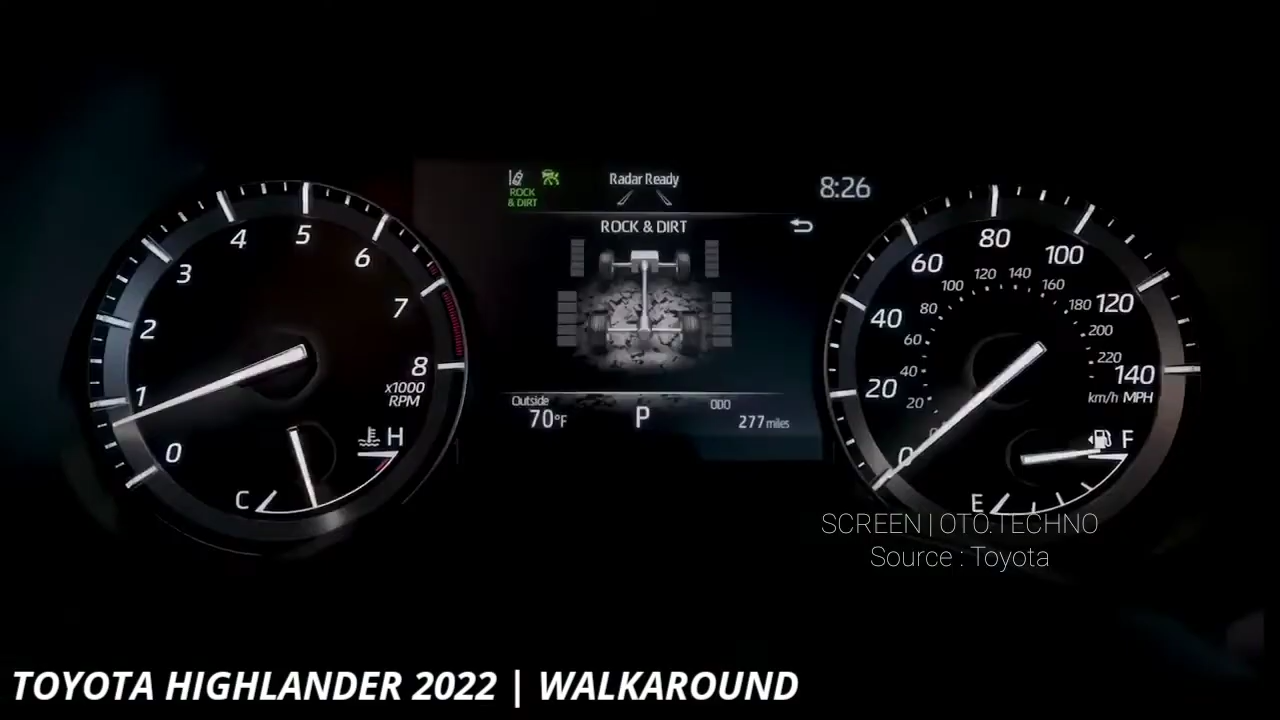 Radar Ready
8:26
ROCK
& DIRT
ROCK & DIRT
0 1 2 3 4 5 6 7 8
x1000
RPM
C H
0 20 40 60 80 100 120 140
0 20 40 60 80 100 120 140 160 180 200 220
km/h MPH
E F
Outside
70°F
P
ODO
277 miles
SCREEN | OTO.TECHNO
Source : Toyota
TOYOTA HIGHLANDER 2022 | WALKAROUND